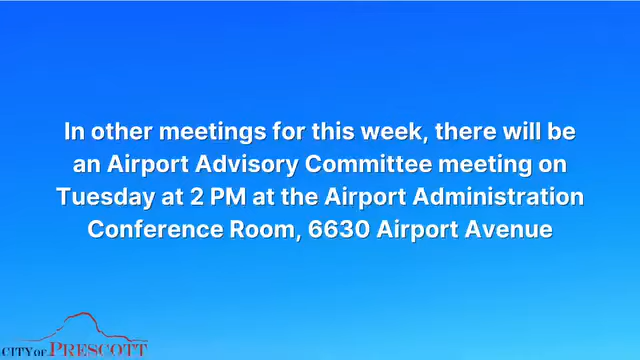 In other meetings for this week, there will be
an Airport Advisory Committee meeting on
Tuesday at 2 PM at the Airport Administration
Conference Room, 6630 Airport Avenue
CITY OF PRESCOTT